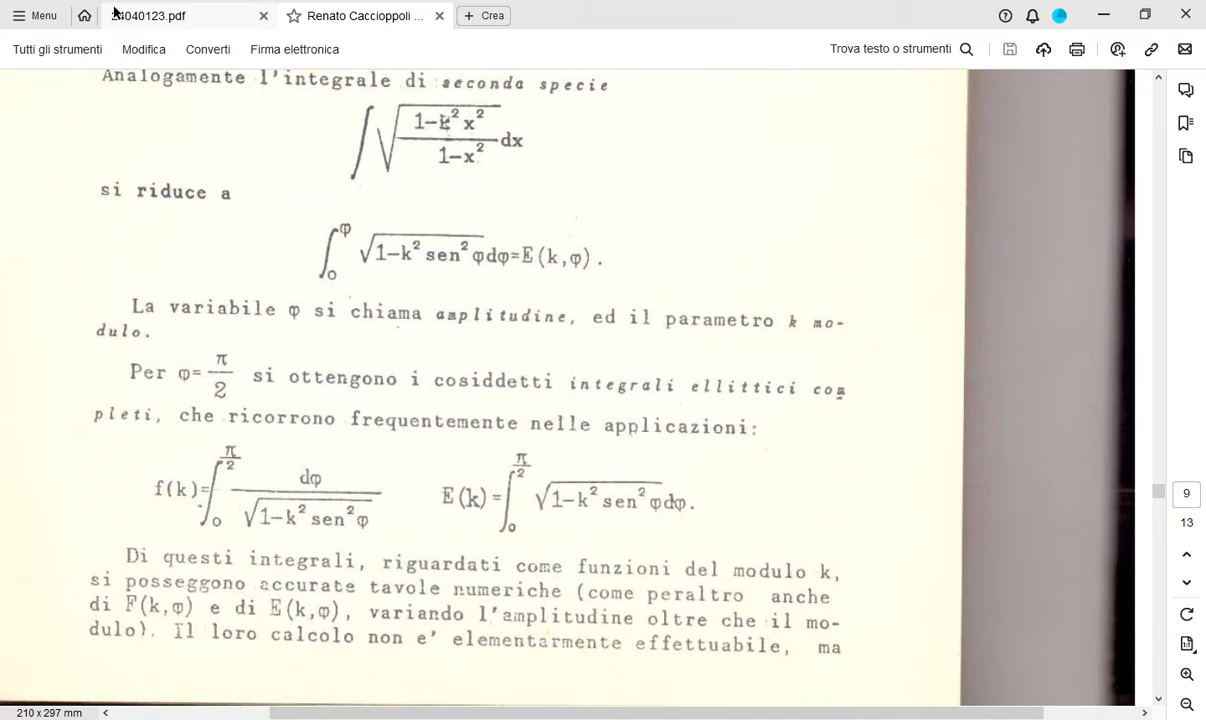 Menu 24040123.pdf Renato Caccioppoli ... Crea
Tutti gli strumenti Modifica Converti Firma elettronica Trova testo o strumenti
Analogamente l'integrale di seconda specie
∫ √((1-k² x²)/(1-x²)) dx
si riduce a
∫₀^φ √(1-k² sen² φ) dφ=E(k,φ) .
La variabile φ si chiama amplitudine, ed il parametro k mo-
dulo.
Per φ= π/2 si ottengono i cosiddetti integrali ellittici com
pleti, che ricorrono frequentemente nelle applicazioni:
f(k)=∫₀^(π/2) dφ/√(1-k² sen² φ) E(k)=∫₀^(π/2) √(1-k² sen² φ) dφ.
Di questi integrali, riguardati come funzioni del modulo k,
si posseggono accurate tavole numeriche (come peraltro anche
di F(k,φ) e di E(k,φ), variando l'amplitudine oltre che il mo-
dulo). Il loro calcolo non e' elementarmente effettuabile, ma
9
13
210 x 297 mm